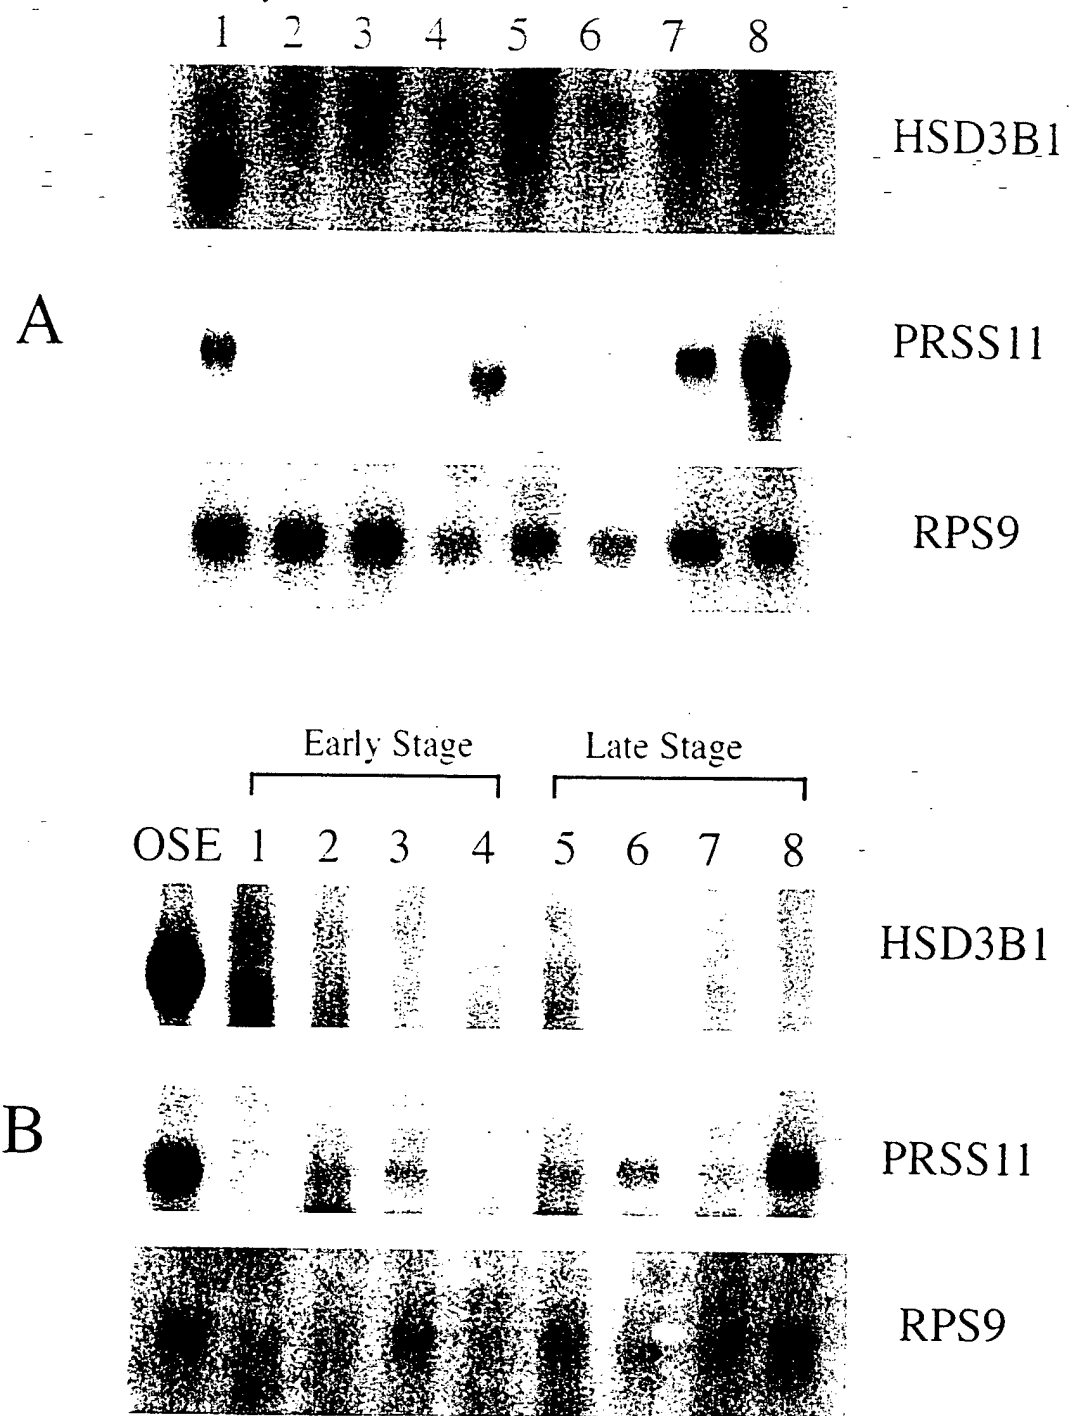 1 2 3 4 5 6 7 8
HSD3B1
A
PRSS11
RPS9
Early Stage Late Stage
OSE 1 2 3 4 5 6 7 8
HSD3B1
B
PRSS11
RPS9